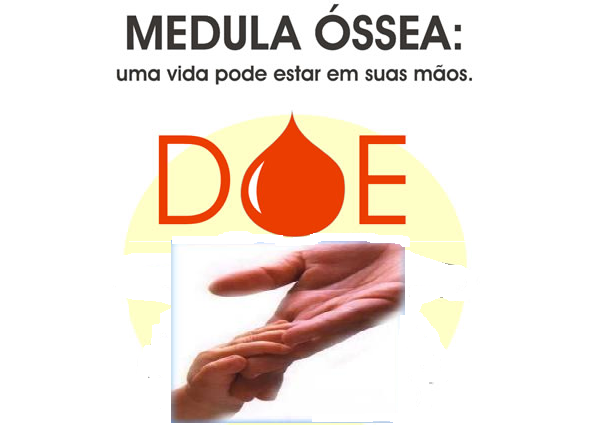 MEDULA ÓSSEA:
uma vida pode estar em suas mãos.
DOE